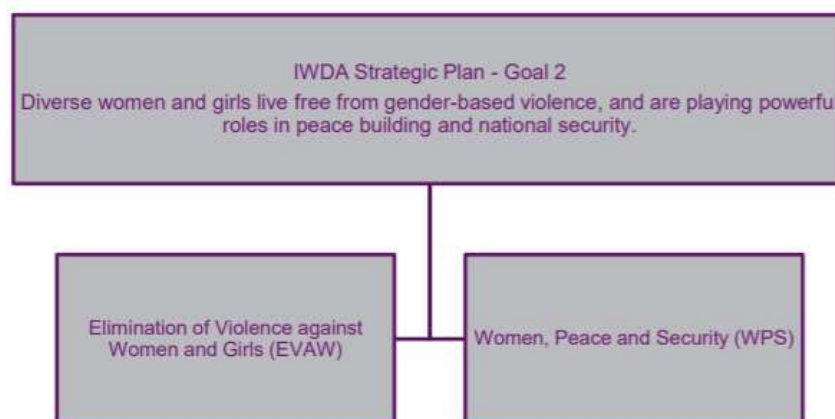 IWDA Strategic Plan - Goal 2
Diverse women and girls live free from gender-based violence, and are playing powerful
roles in peace building and national security.
Elimination of Violence against
Women and Girls (EVAW)
Women, Peace and Security (WPS)